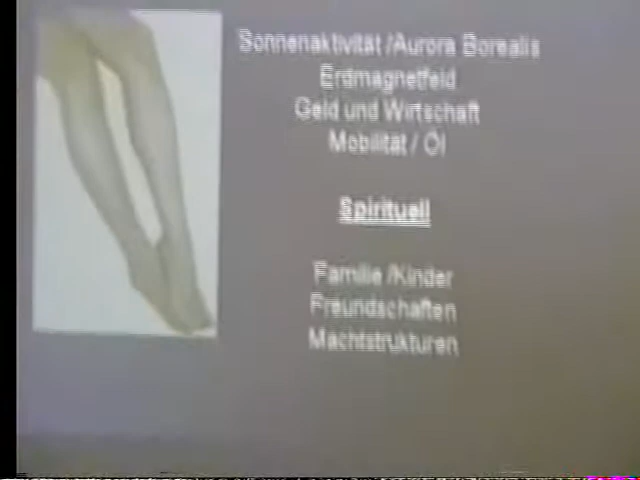 Sonnenaktivität /Aurora Borealis
Erdmagnetfeld
Geld und Wirtschaft
Mobilität / Öl
Spirituell
Familie /Kinder
Freundschaften
Machtstrukturen